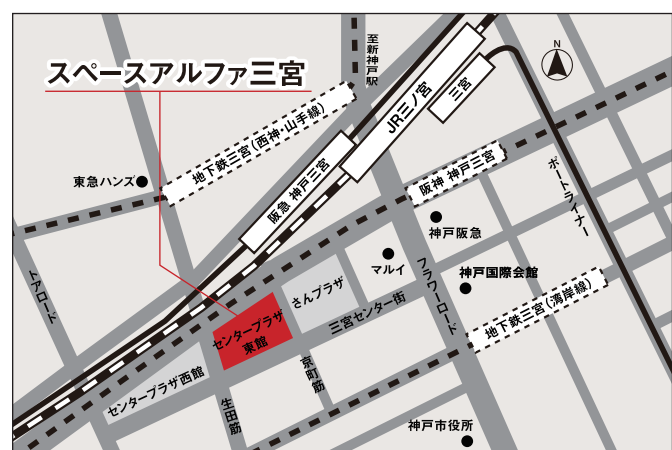 至新神戸駅
N
スペースアルファ三宮
JR三ノ宮
三宮
地下鉄三宮(西神・山手線)
阪急 神戸三宮
阪神 神戸三宮
東急ハンズ
ポートライナー
神戸阪急
マルイ
フラワーロード
神戸国際会館
トアロード
さんプラザ
三宮センター街
地下鉄三宮(湾岸線)
センタープラザ
東館
京町筋
センタープラザ西館
生田筋
神戸市役所